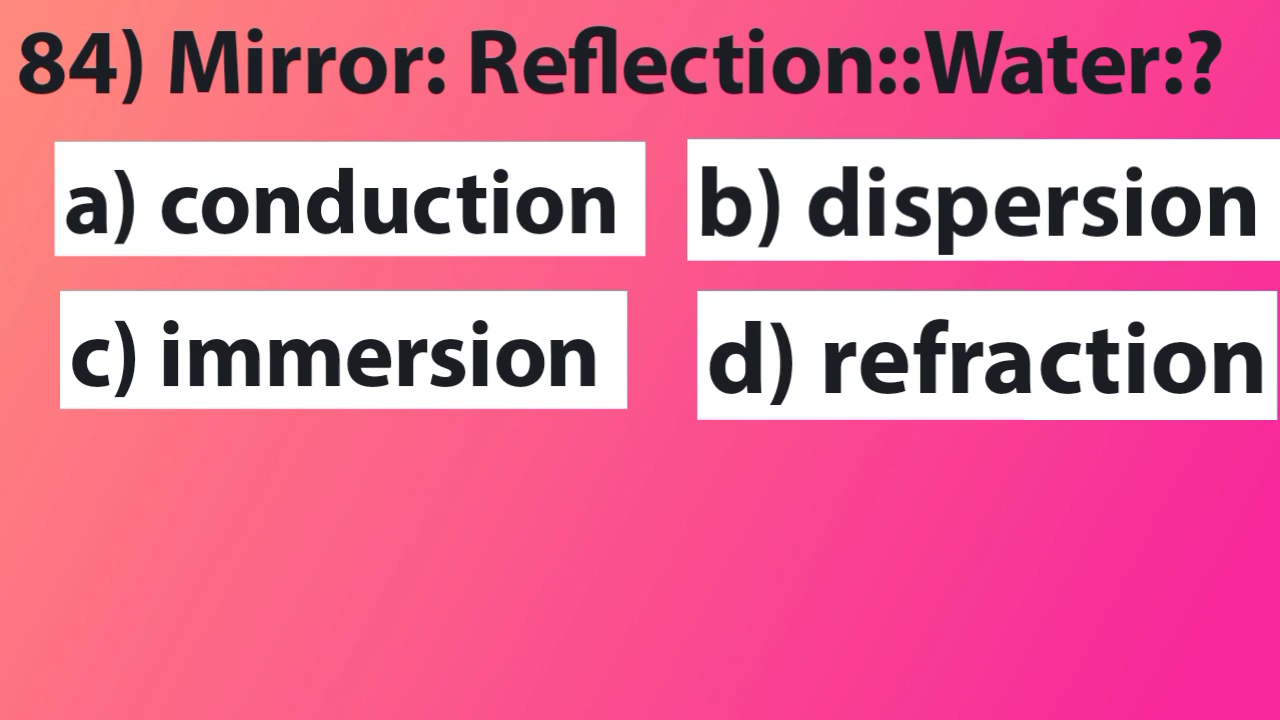 84) Mirror: Reflection::Water:?
a) conduction
b) dispersion
c) immersion
d) refraction